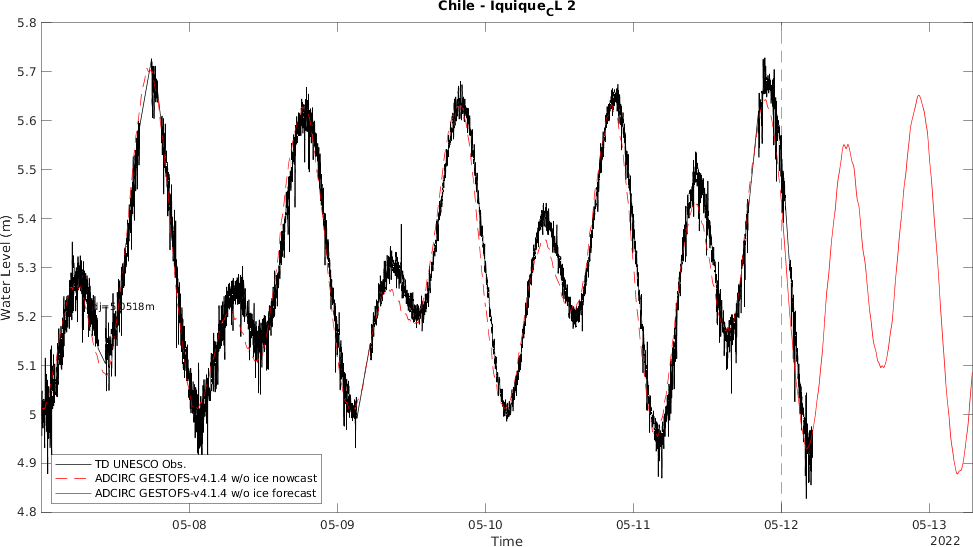 Chile - Iquique_CL 2
5.8
5.7
5.6
5.5
5.4
5.3
5.2
5.1
5
4.9
4.8
Water Level (m)
j=5.0518m
TD UNESCO Obs.
ADCIRC GESTOFS-v4.1.4 w/o ice nowcast
ADCIRC GESTOFS-v4.1.4 w/o ice forecast
05-08
05-09
05-10
05-11
05-12
05-13
Time
2022